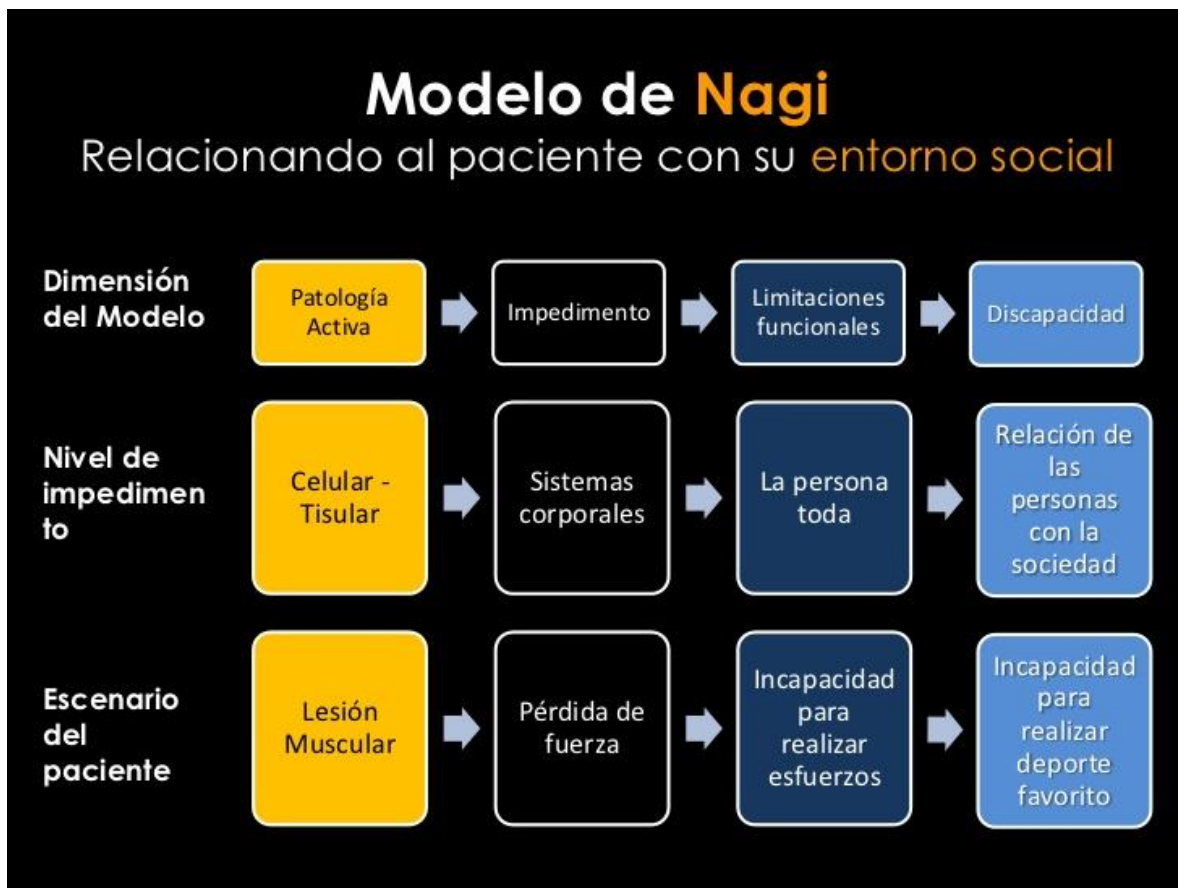 Modelo de Nagi
Relacionando al paciente con su entorno social
Dimensión
del Modelo
Patología
Activa
Impedimento
Limitaciones
funcionales
Discapacidad
Nivel de
impedimen
to
Celular -
Tisular
Sistemas
corporales
La persona
toda
Relación de
las
personas
con la
sociedad
Escenario
del
paciente
Lesión
Muscular
Pérdida de
fuerza
Incapacidad
para
realizar
esfuerzos
Incapacidad
para
realizar
deporte
favorito